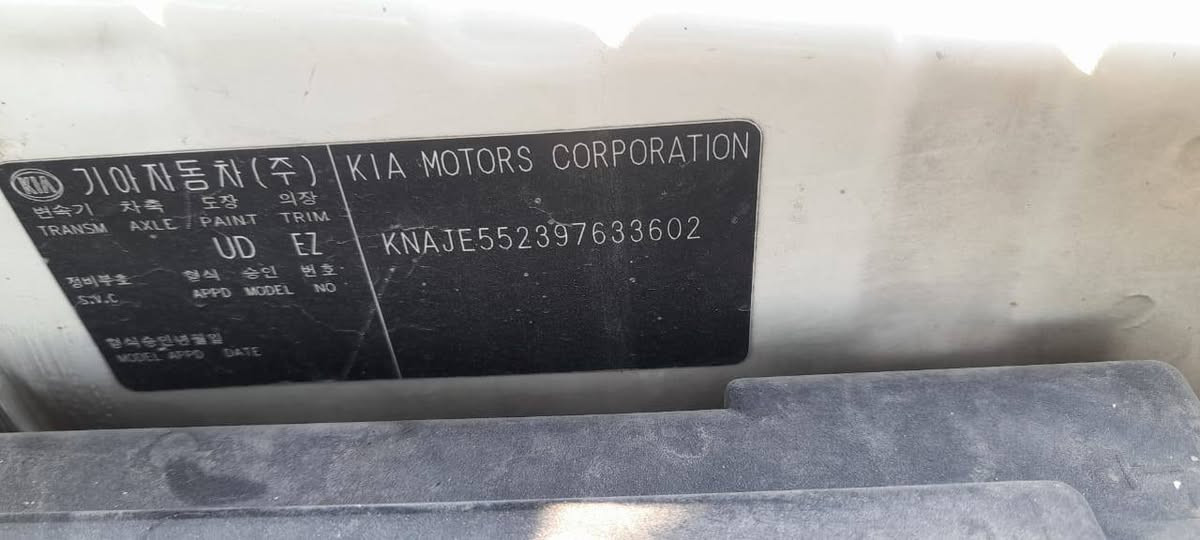 KIA 기아자동차(주)
변속기 차축 도장 의장
TRANSM AXLE PAINT TRIM
UD EZ
정비부호 형식 승인 번호
S.V.C APPD MODEL NO
형식승인년월일
MODEL APPD DATE
KIA MOTORS CORPORATION
KNAJE552397633602